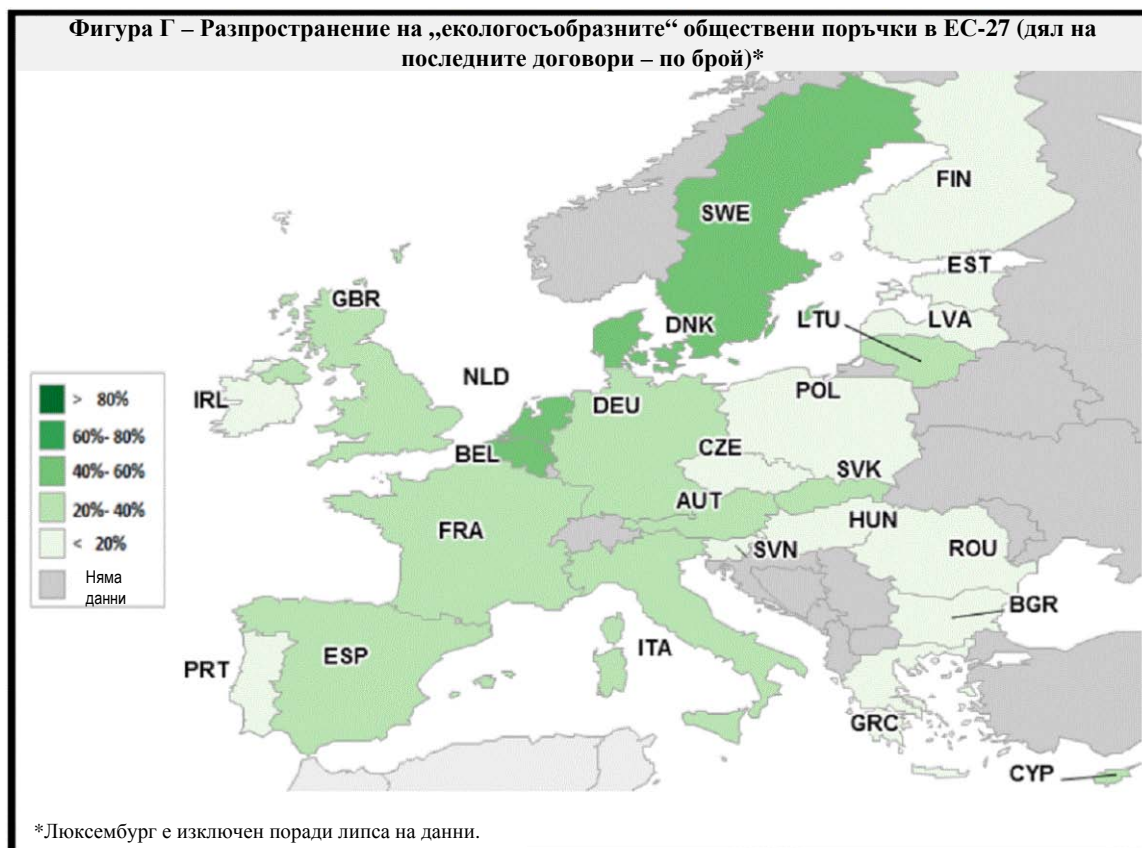 Фигура Г – Разпространение на „екологосъобразните“ обществени поръчки в ЕС-27 (дял на
последните договори – по брой)*
FIN
SWE
EST
GBR
DNK
LTU
LVA
NLD
IRL
DEU
POL
> 80%
60%- 80%
40%- 60%
20%- 40%
< 20%
Няма
данни
BEL
CZE
SVK
AUT
HUN
FRA
SVN
ROU
BGR
ESP
ITA
PRT
GRC
CYP
*Люксембург е изключен поради липса на данни.